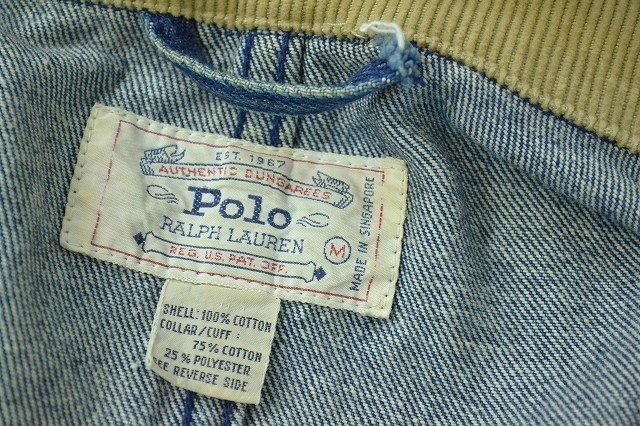 EST. 1967
AUTHENTIC DUNGAREES
Polo
RALPH LAUREN
M
REG. U.S. PAT. OFF.
MADE IN SINGAPORE
SHELL: 100% COTTON
COLLAR/CUFF:
75% COTTON
25% POLYESTER
SEE REVERSE SIDE